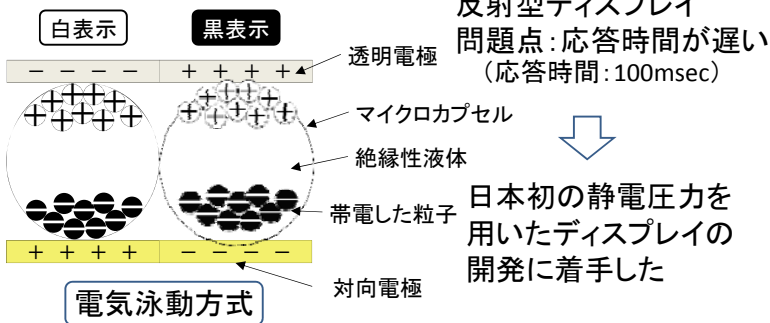 白表示
黒表示
反射型ディスプレイ
問題点：応答時間が遅い
（応答時間：100msec）
－ － － －
＋ ＋ ＋ ＋
透明電極
マイクロカプセル
絶縁性液体
帯電した粒子
日本初の静電圧力を
用いたディスプレイの
開発に着手した
＋ ＋ ＋ ＋
－ － － －
対向電極
電気泳動方式